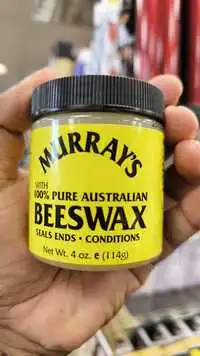 MURRAY'S
WITH
100% PURE AUSTRALIAN
BEESWAX
SEALS ENDS • CONDITIONS
Net Wt. 4 oz. e (114g)